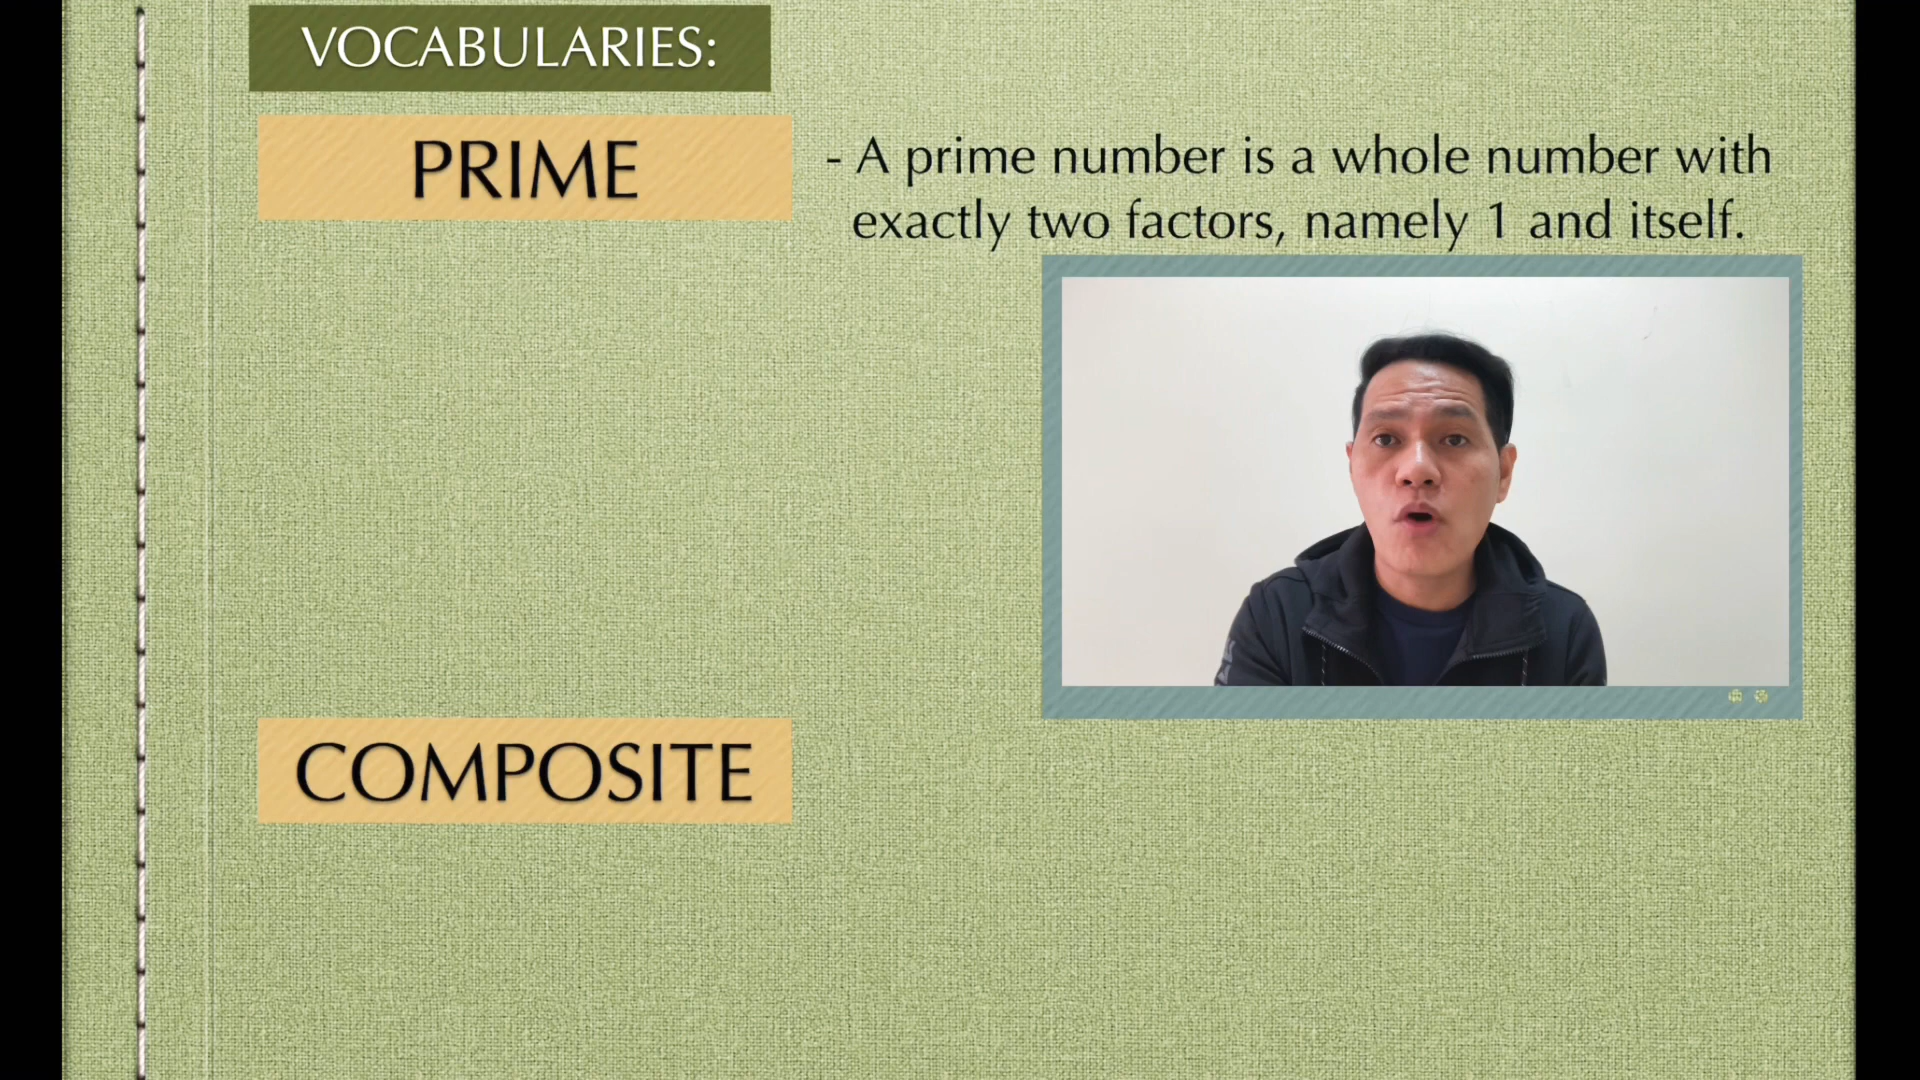 VOCABULARIES:
PRIME
- A prime number is a whole number with
exactly two factors, namely 1 and itself.
COMPOSITE